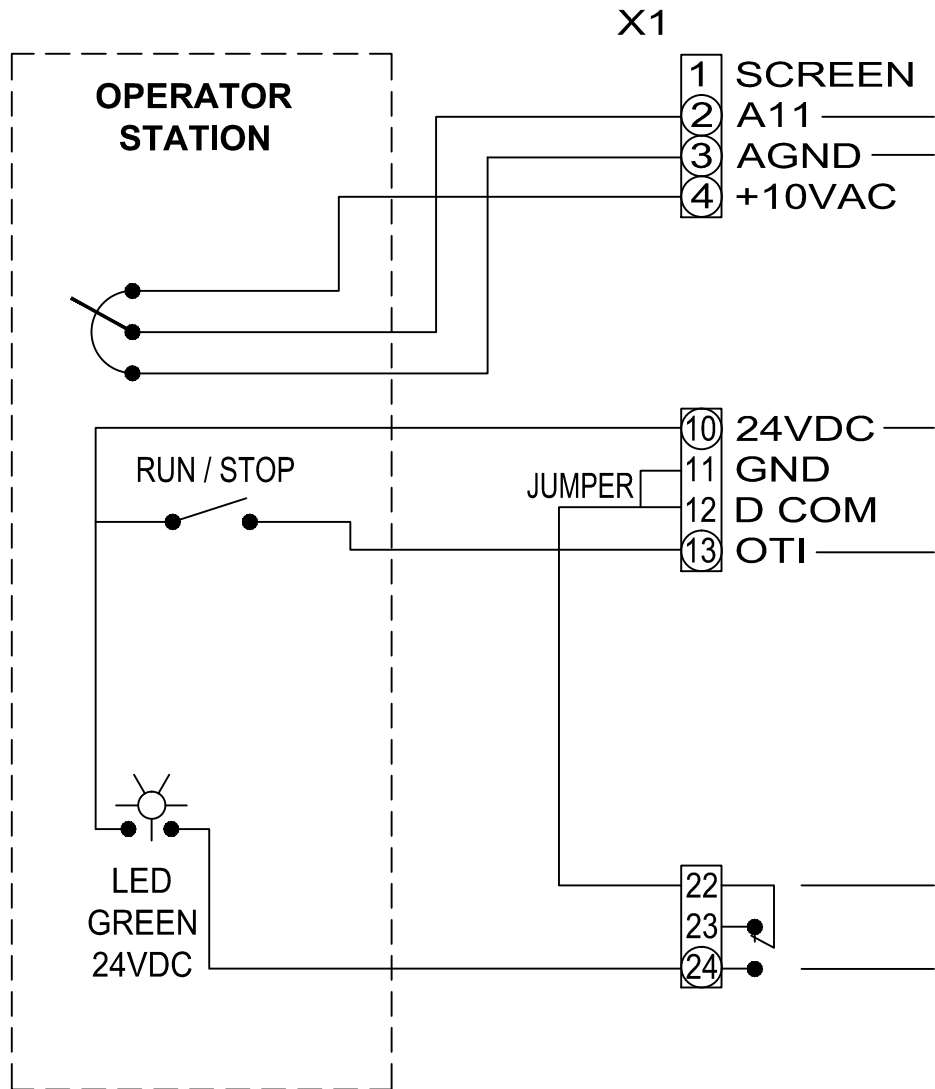 X1
OPERATOR
STATION
1 SCREEN
2 A11
3 AGND
4 +10VAC
10 24VDC
11 GND
JUMPER
12 D COM
13 OTI
RUN / STOP
LED
GREEN
24VDC
22
23
24